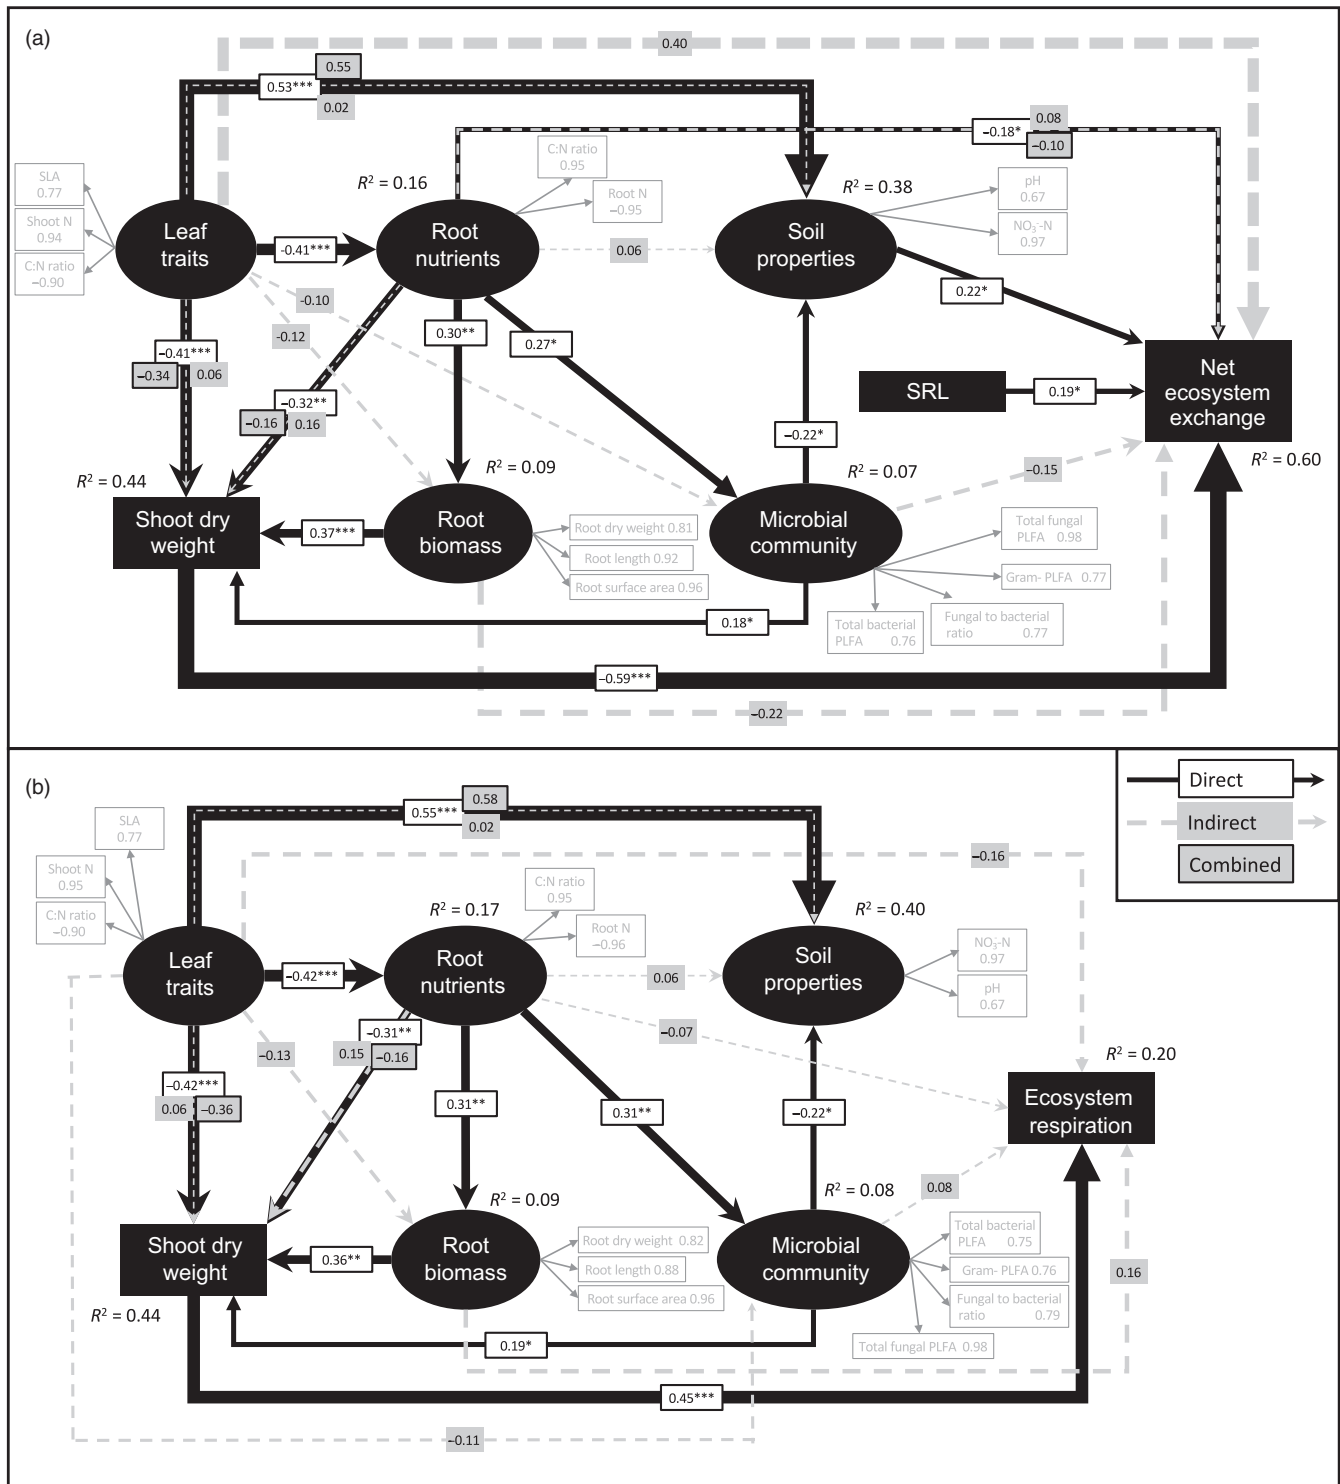 (a)
0.40
0.55
0.53***
0.02
0.08
−0.18*
−0.10
C:N ratio
0.95
Root N
−0.95
SLA
0.77
Shoot N
0.94
C:N ratio
−0.90
R² = 0.16
R² = 0.38
pH
0.67
NO₃⁻-N
0.97
Leaf
traits
−0.41***
Root
nutrients
0.06
Soil
properties
0.22*
-0.10
-0.12
0.30**
0.27*
−0.41***
−0.34
0.06
−0.32**
−0.16
0.16
SRL
0.19*
Net
ecosystem
exchange
−0.22*
R² = 0.44
R² = 0.09
R² = 0.07
−0.15
R² = 0.60
Shoot dry
weight
0.37***
Root
biomass
Root dry weight 0.81
Root length 0.92
Root surface area 0.96
Microbial
community
Total fungal
PLFA 0.98
Gram- PLFA 0.77
Fungal to bacterial
ratio 0.77
Total bacterial
PLFA 0.76
0.18*
−0.59***
−0.22
(b)
Direct
Indirect
Combined
0.58
0.55***
0.02
−0.16
SLA
0.77
Shoot N
0.95
C:N ratio
−0.90
C:N ratio
0.95
Root N
−0.96
R² = 0.17
R² = 0.40
NO₃⁻-N
0.97
pH
0.67
Leaf
traits
−0.42***
Root
nutrients
0.06
Soil
properties
−0.07
−0.31**
0.15
−0.16
−0.13
−0.42***
0.06
−0.36
0.31**
0.31**
−0.22*
R² = 0.20
Ecosystem
respiration
0.08
R² = 0.09
R² = 0.08
Shoot dry
weight
R² = 0.44
0.36**
Root
biomass
Root dry weight 0.82
Root length 0.88
Root surface area 0.96
Microbial
community
Total bacterial
PLFA 0.75
Gram- PLFA 0.76
Fungal to bacterial
ratio 0.79
Total fungal PLFA 0.98
0.16
0.19*
0.45***
−0.11